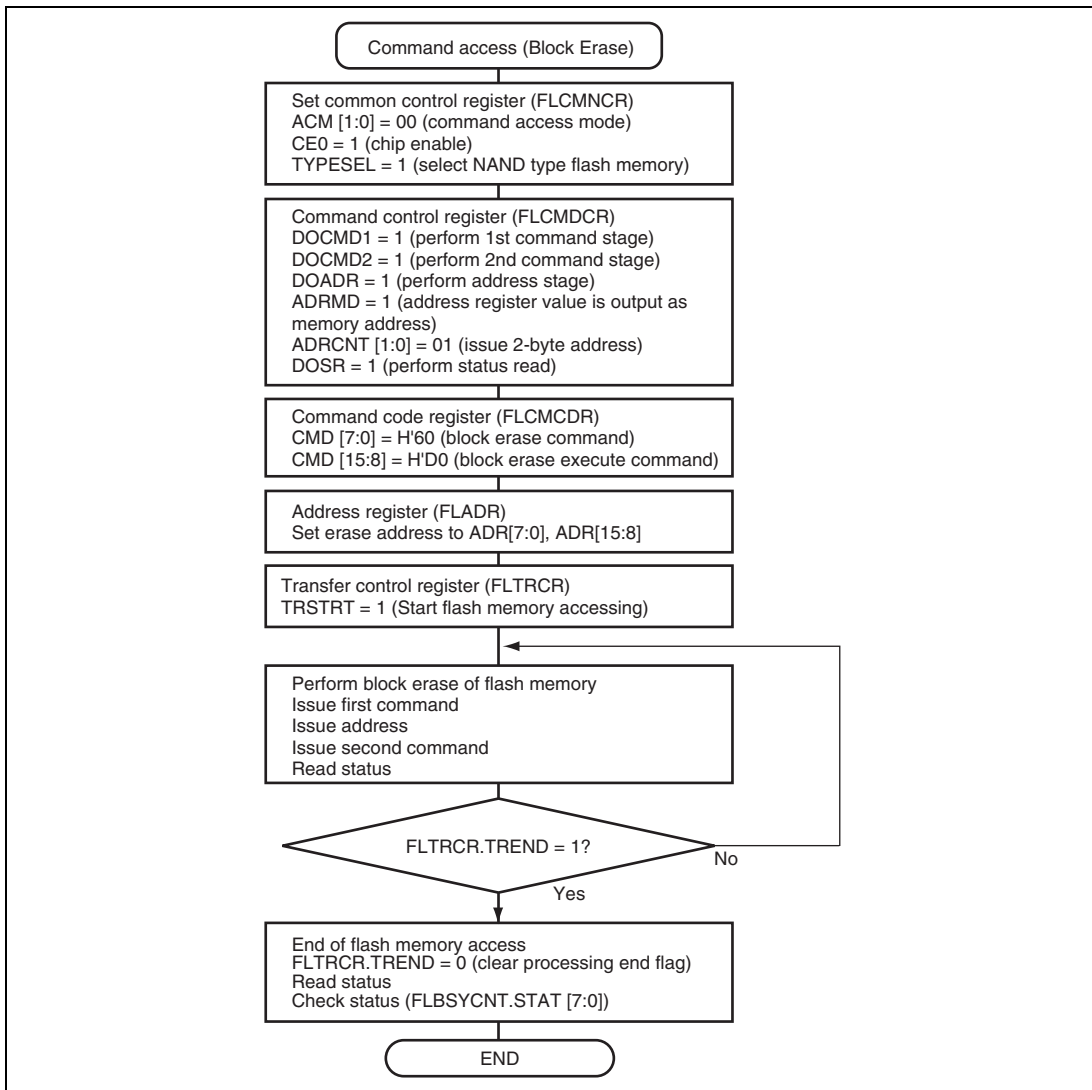 Command access (Block Erase)
Set common control register (FLCMNCR)
ACM [1:0] = 00 (command access mode)
CE0 = 1 (chip enable)
TYPESEL = 1 (select NAND type flash memory)
Command control register (FLCMDCR)
DOCMD1 = 1 (perform 1st command stage)
DOCMD2 = 1 (perform 2nd command stage)
DOADR = 1 (perform address stage)
ADRMD = 1 (address register value is output as
memory address)
ADRCNT [1:0] = 01 (issue 2-byte address)
DOSR = 1 (perform status read)
Command code register (FLCMCDR)
CMD [7:0] = H'60 (block erase command)
CMD [15:8] = H'D0 (block erase execute command)
Address register (FLADR)
Set erase address to ADR[7:0], ADR[15:8]
Transfer control register (FLTRCR)
TRSTRT = 1 (Start flash memory accessing)
Perform block erase of flash memory
Issue first command
Issue address
Issue second command
Read status
FLTRCR.TREND = 1?
No
Yes
End of flash memory access
FLTRCR.TREND = 0 (clear processing end flag)
Read status
Check status (FLBSYCNT.STAT [7:0])
END